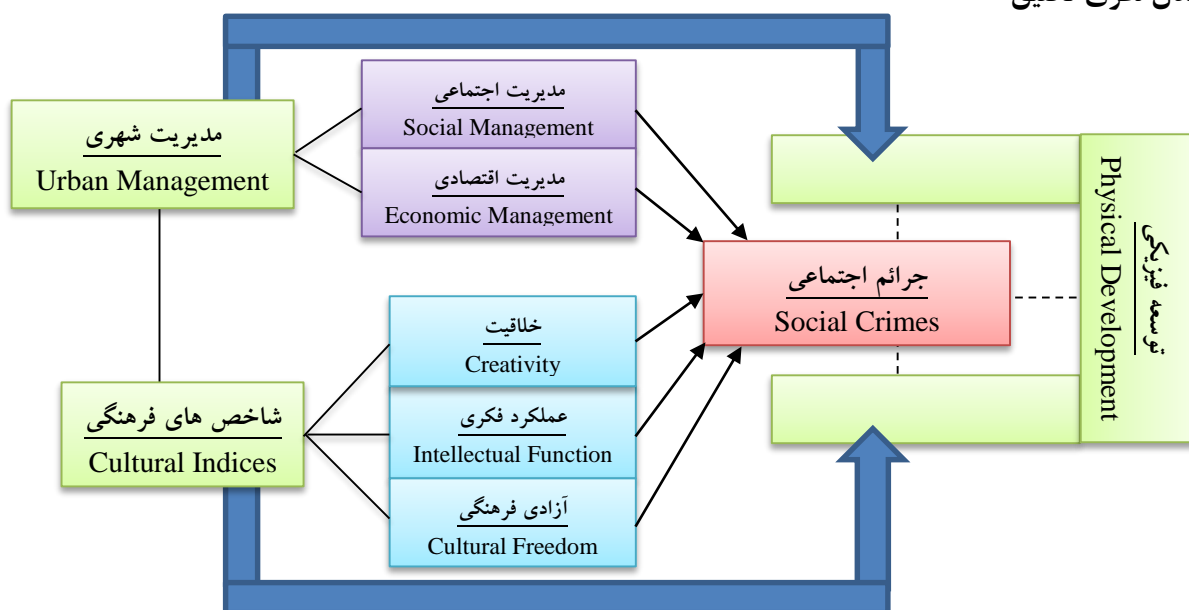 مدیریت اجتماعی
Social Management
مدیریت شهری
Urban Management
مدیریت اقتصادی
Economic Management
جرائم اجتماعی
Social Crimes
توسعه فیزیکی
Physical Development
خلاقیت
Creativity
شاخص های فرهنگی
Cultural Indices
عملکرد فکری
Intellectual Function
آزادی فرهنگی
Cultural Freedom